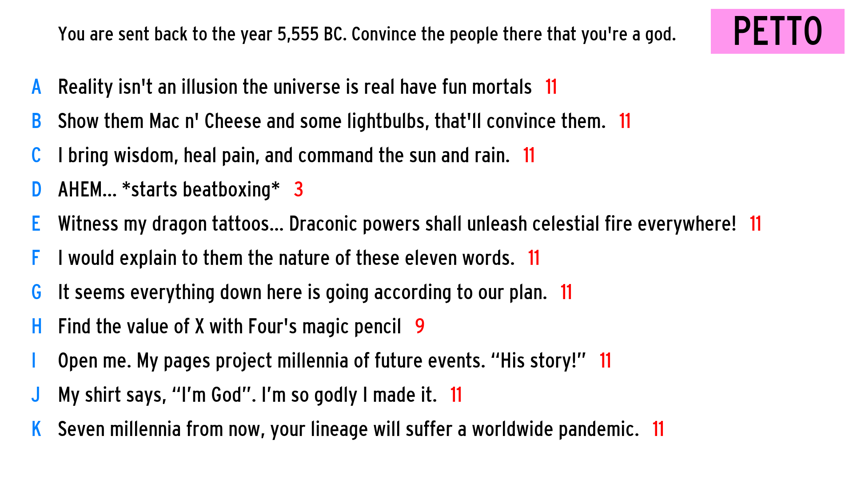 You are sent back to the year 5,555 BC. Convince the people there that you're a god.
PETTO
A Reality isn't an illusion the universe is real have fun mortals 11
B Show them Mac n' Cheese and some lightbulbs, that'll convince them. 11
C I bring wisdom, heal pain, and command the sun and rain. 11
D AHEM... *starts beatboxing* 3
E Witness my dragon tattoos... Draconic powers shall unleash celestial fire everywhere! 11
F I would explain to them the nature of these eleven words. 11
G It seems everything down here is going according to our plan. 11
H Find the value of X with Four's magic pencil 9
I Open me. My pages project millennia of future events. “His story!” 11
J My shirt says, “I’m God”. I’m so godly I made it. 11
K Seven millennia from now, your lineage will suffer a worldwide pandemic. 11